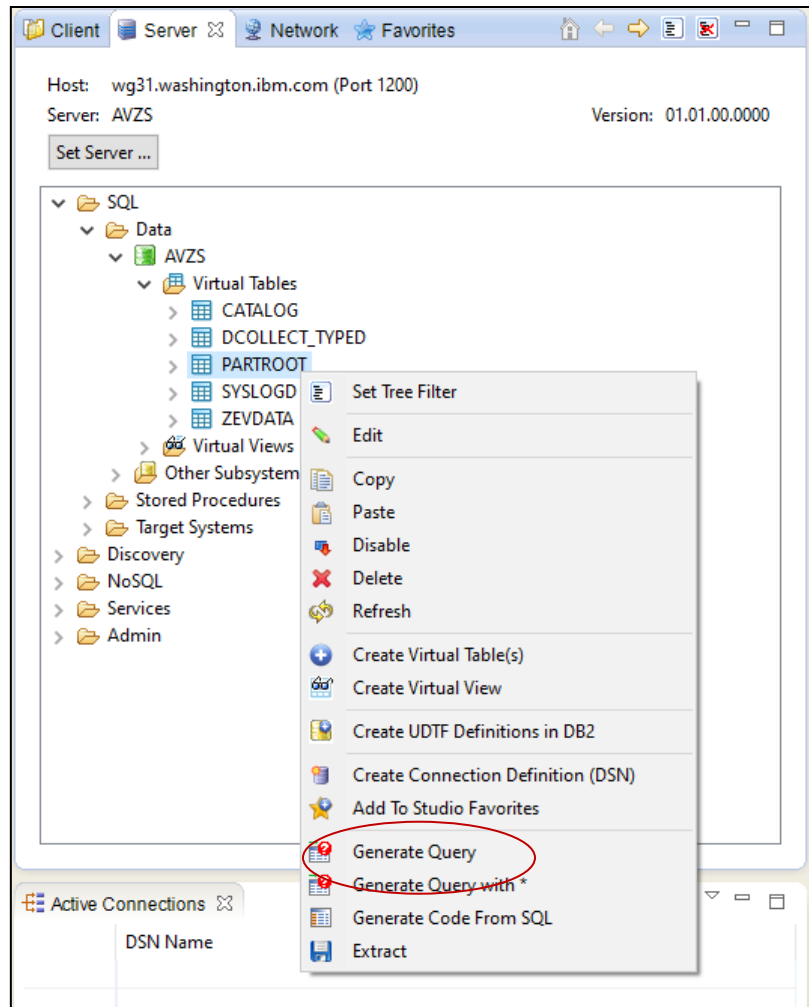 Client Server Network Favorites
Host: wg31.washington.ibm.com (Port 1200)
Server: AVZS Version: 01.01.00.0000
Set Server ...
SQL
Data
AVZS
Virtual Tables
CATALOG
DCOLLECT_TYPED
PARTROOT
SYSLOGD
ZEVDATA
Virtual Views
Other Subsystem
Stored Procedures
Target Systems
Discovery
NoSQL
Services
Admin
Set Tree Filter
Edit
Copy
Paste
Disable
Delete
Refresh
Create Virtual Table(s)
Create Virtual View
Create UDTF Definitions in DB2
Create Connection Definition (DSN)
Add To Studio Favorites
Generate Query
Generate Query with *
Generate Code From SQL
Extract
Active Connections
DSN Name